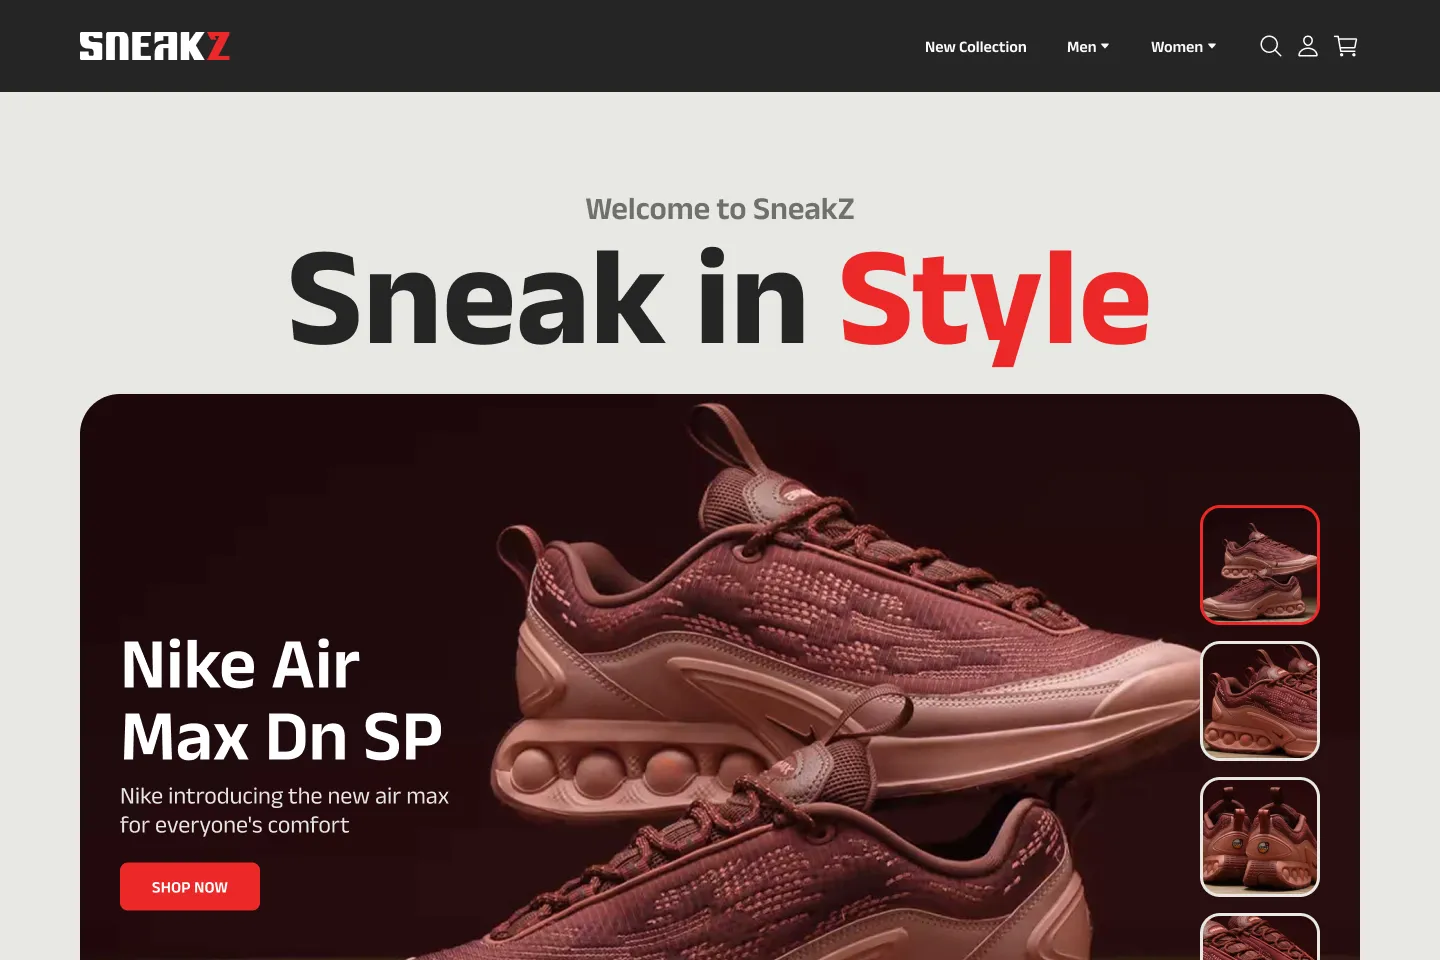 SNEAKZ
New Collection
Men
Women
Welcome to SneakZ
Sneak in Style
Nike Air
Max Dn SP
Nike introducing the new air max
for everyone's comfort
SHOP NOW